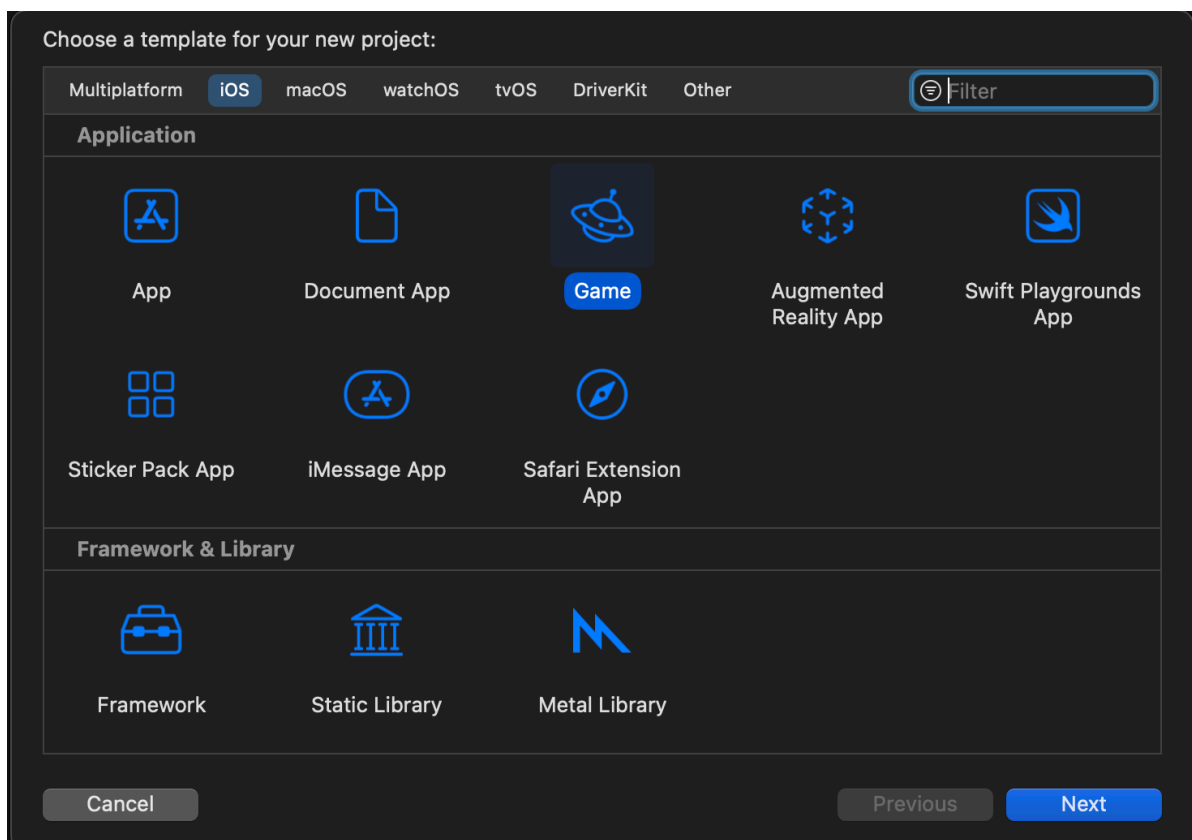 Choose a template for your new project:
Multiplatform iOS macOS watchOS tvOS DriverKit Other Filter
Application
App Document App Game Augmented Reality App Swift Playgrounds App
Sticker Pack App iMessage App Safari Extension App
Framework & Library
Framework Static Library Metal Library
Cancel Previous Next